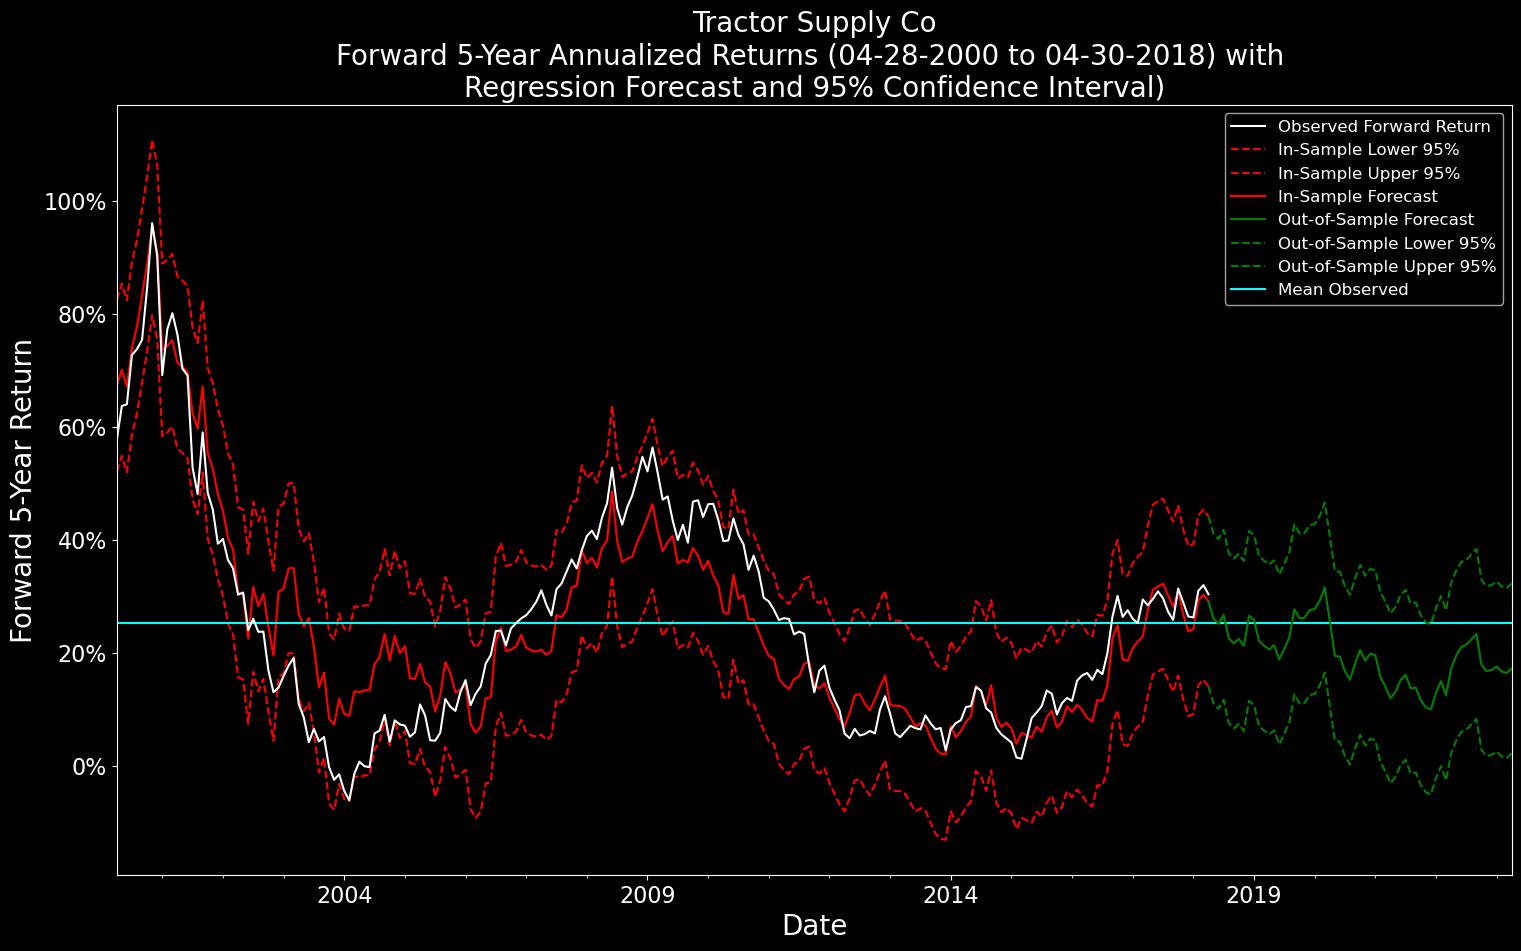 Tractor Supply Co
Forward 5-Year Annualized Returns (04-28-2000 to 04-30-2018) with
Regression Forecast and 95% Confidence Interval)
Observed Forward Return
In-Sample Lower 95%
In-Sample Upper 95%
In-Sample Forecast
Out-of-Sample Forecast
Out-of-Sample Lower 95%
Out-of-Sample Upper 95%
Mean Observed
Forward 5-Year Return
100%
80%
60%
40%
20%
0%
2004
2009
2014
2019
Date